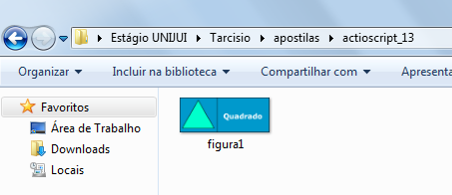 Estágio UNIJUI ▸ Tarcisio ▸ apostilas ▸ actioscript_13
Organizar Incluir na biblioteca Compartilhar com Apresenta
Favoritos
Área de Trabalho
Downloads
Locais
Quadrado
figura1